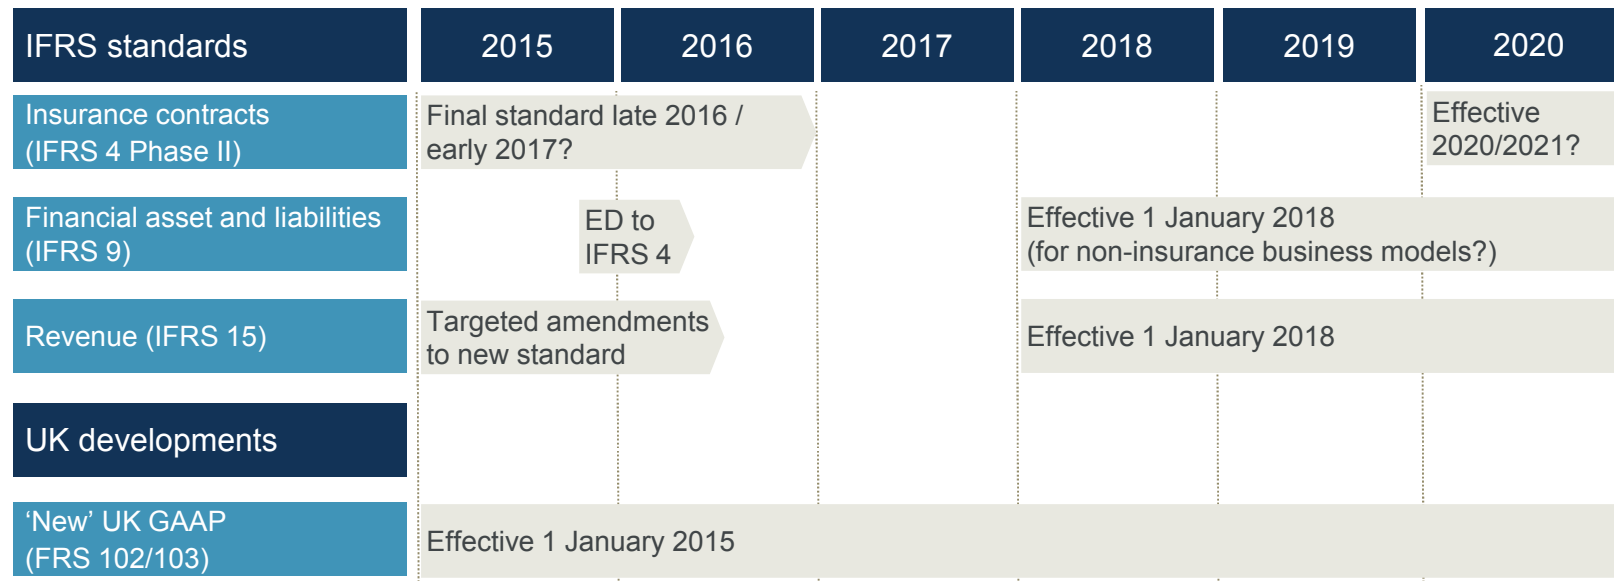 IFRS standards
2015
2016
2017
2018
2019
2020
Insurance contracts
(IFRS 4 Phase II)
Final standard late 2016 /
early 2017?
Effective
2020/2021?
Financial asset and liabilities
(IFRS 9)
ED to
IFRS 4
Effective 1 January 2018
(for non-insurance business models?)
Revenue (IFRS 15)
Targeted amendments
to new standard
Effective 1 January 2018
UK developments
‘New’ UK GAAP
(FRS 102/103)
Effective 1 January 2015